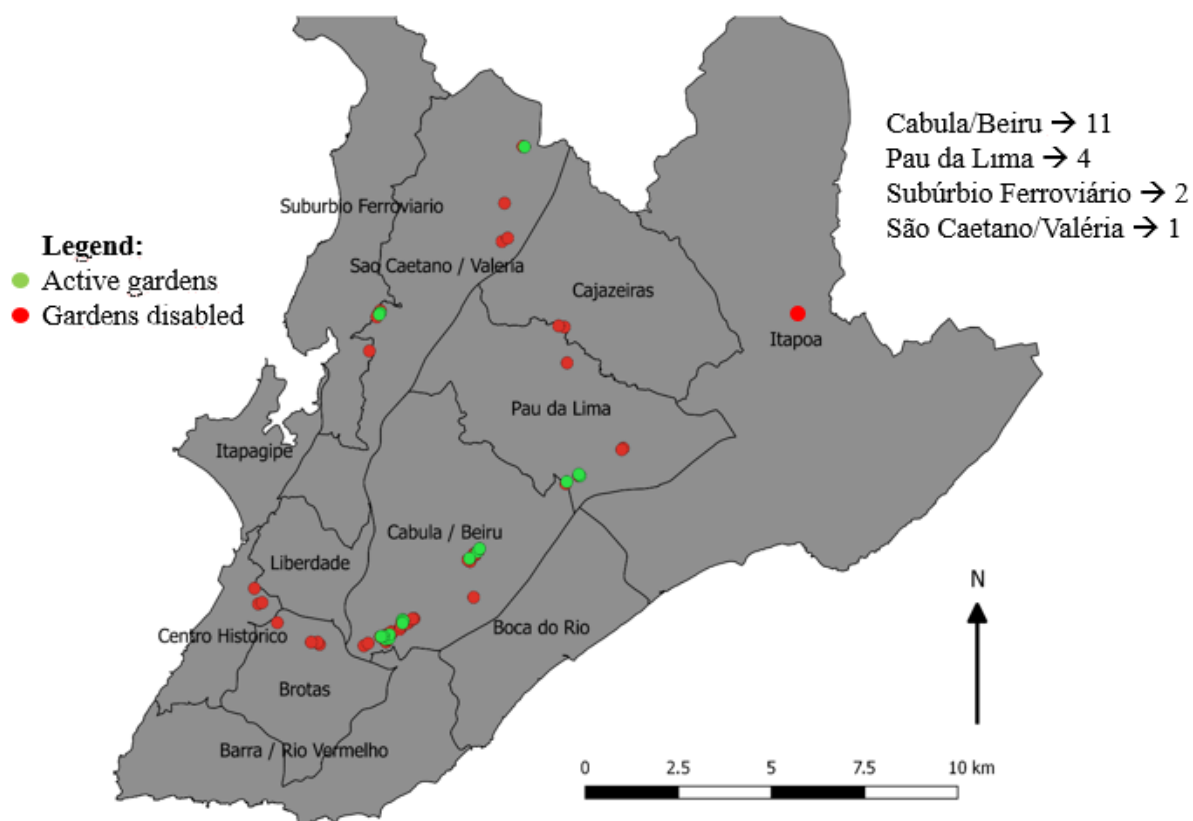 Cabula/Beiru → 11
Pau da Lıma → 4
Subúrbio Ferroviário → 2
São Caetano/Valéria → 1
Legend:
Active gardens
Gardens disabled
Suburbio Ferroviario
Sao Caetano / Valeria
Cajazeiras
Itapoa
Pau da Lima
Itapagipe
Cabula / Beiru
Liberdade
Centro Histórico
Boca do Rio
Brotas
Barra / Rio Vermelho
N
0 2.5 5 7.5 10 km